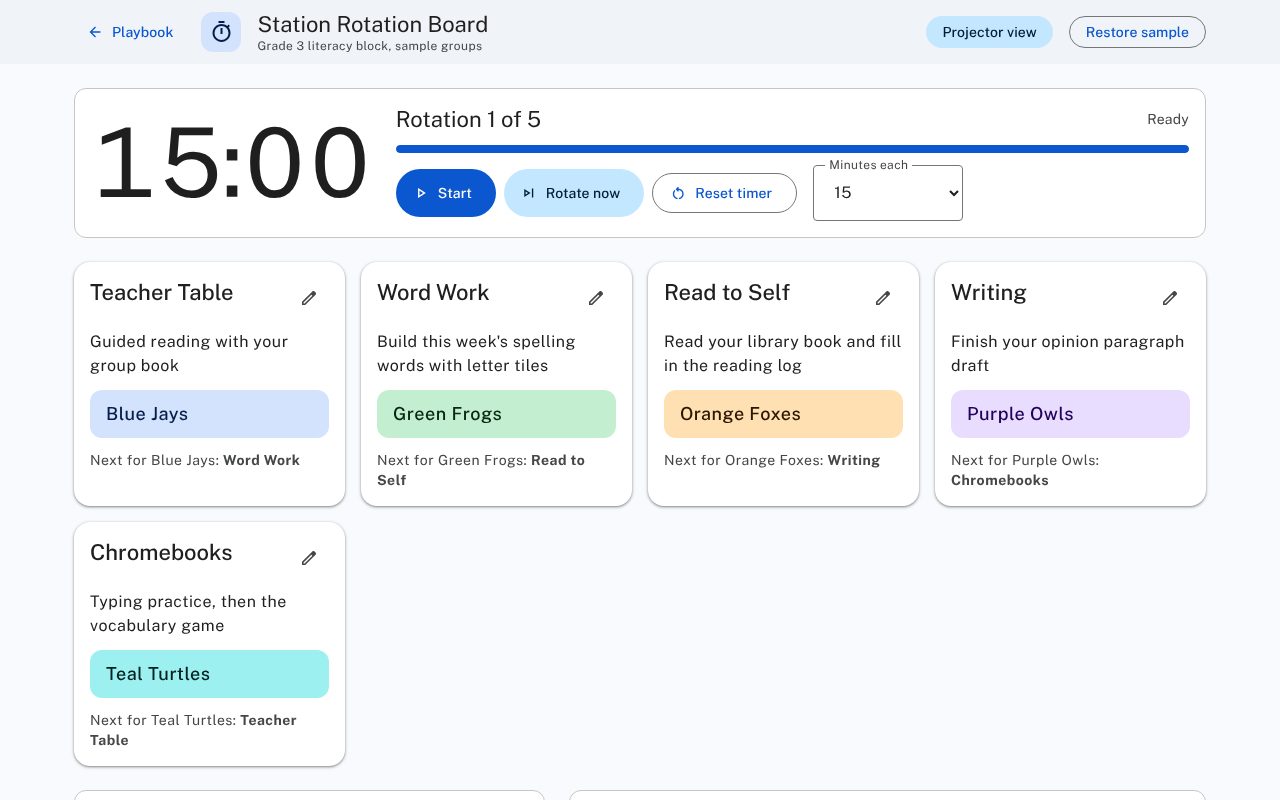 Playbook
Station Rotation Board
Grade 3 literacy block, sample groups
Projector view
Restore sample
15:00
Rotation 1 of 5
Ready
Start
Rotate now
Reset timer
Minutes each
15
Teacher Table
Guided reading with your
group book
Blue Jays
Next for Blue Jays: Word Work
Word Work
Build this week's spelling
words with letter tiles
Green Frogs
Next for Green Frogs: Read to
Self
Read to Self
Read your library book and fill
in the reading log
Orange Foxes
Next for Orange Foxes: Writing
Writing
Finish your opinion paragraph
draft
Purple Owls
Next for Purple Owls:
Chromebooks
Chromebooks
Typing practice, then the
vocabulary game
Teal Turtles
Next for Teal Turtles: Teacher
Table